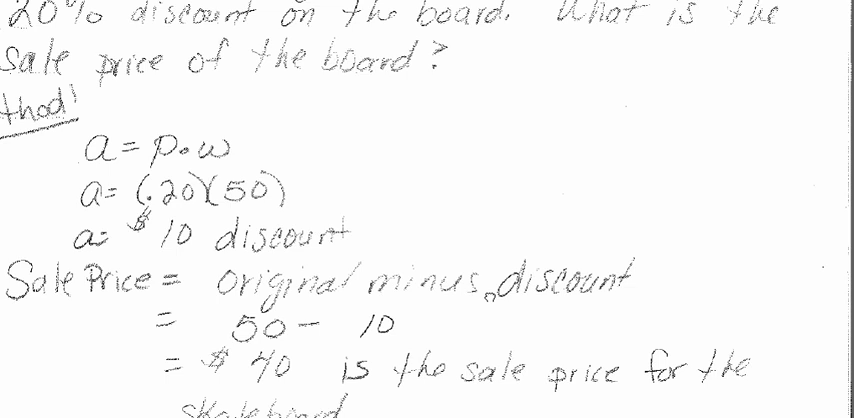 20% discount on the board. What is the
sale price of the board?
thod'
a = p.w
a= (.20)(50)
a= $10 discount
Sale Price = original minus discount
= 50 - 10
= $40 is the sale price for the
skateboard